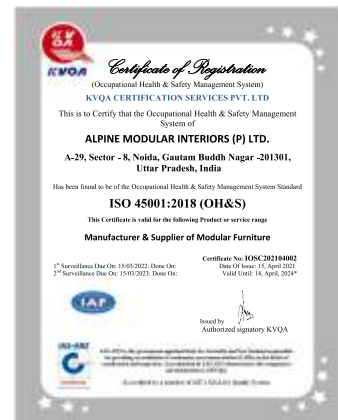 KVQA
Certificate of Registration
(Occupational Health & Safety Management System)
KVQA CERTIFICATION SERVICES PVT. LTD
This is to Certify that the Occupational Health & Safety Management
System of
ALPINE MODULAR INTERIORS (P) LTD.
A-29, Sector - 8, Noida, Gautam Buddh Nagar -201301,
Uttar Pradesh, India
Has been found to be of the Occupational Health & Safety Management System Standard
ISO 45001:2018 (OH&S)
This Certificate is valid for the following Product or service range
Manufacturer & Supplier of Modular Furniture
Certificate No: IOSC202104002
1st Surveillance Due On: 15/03/2022: Done On: Date Of Issue: 15, April 2021
2nd Surveillance Due On: 15/03/2023: Done On: Valid Until: 14, April, 2024*
IAF
Issued by
Authorized signatory KVQA